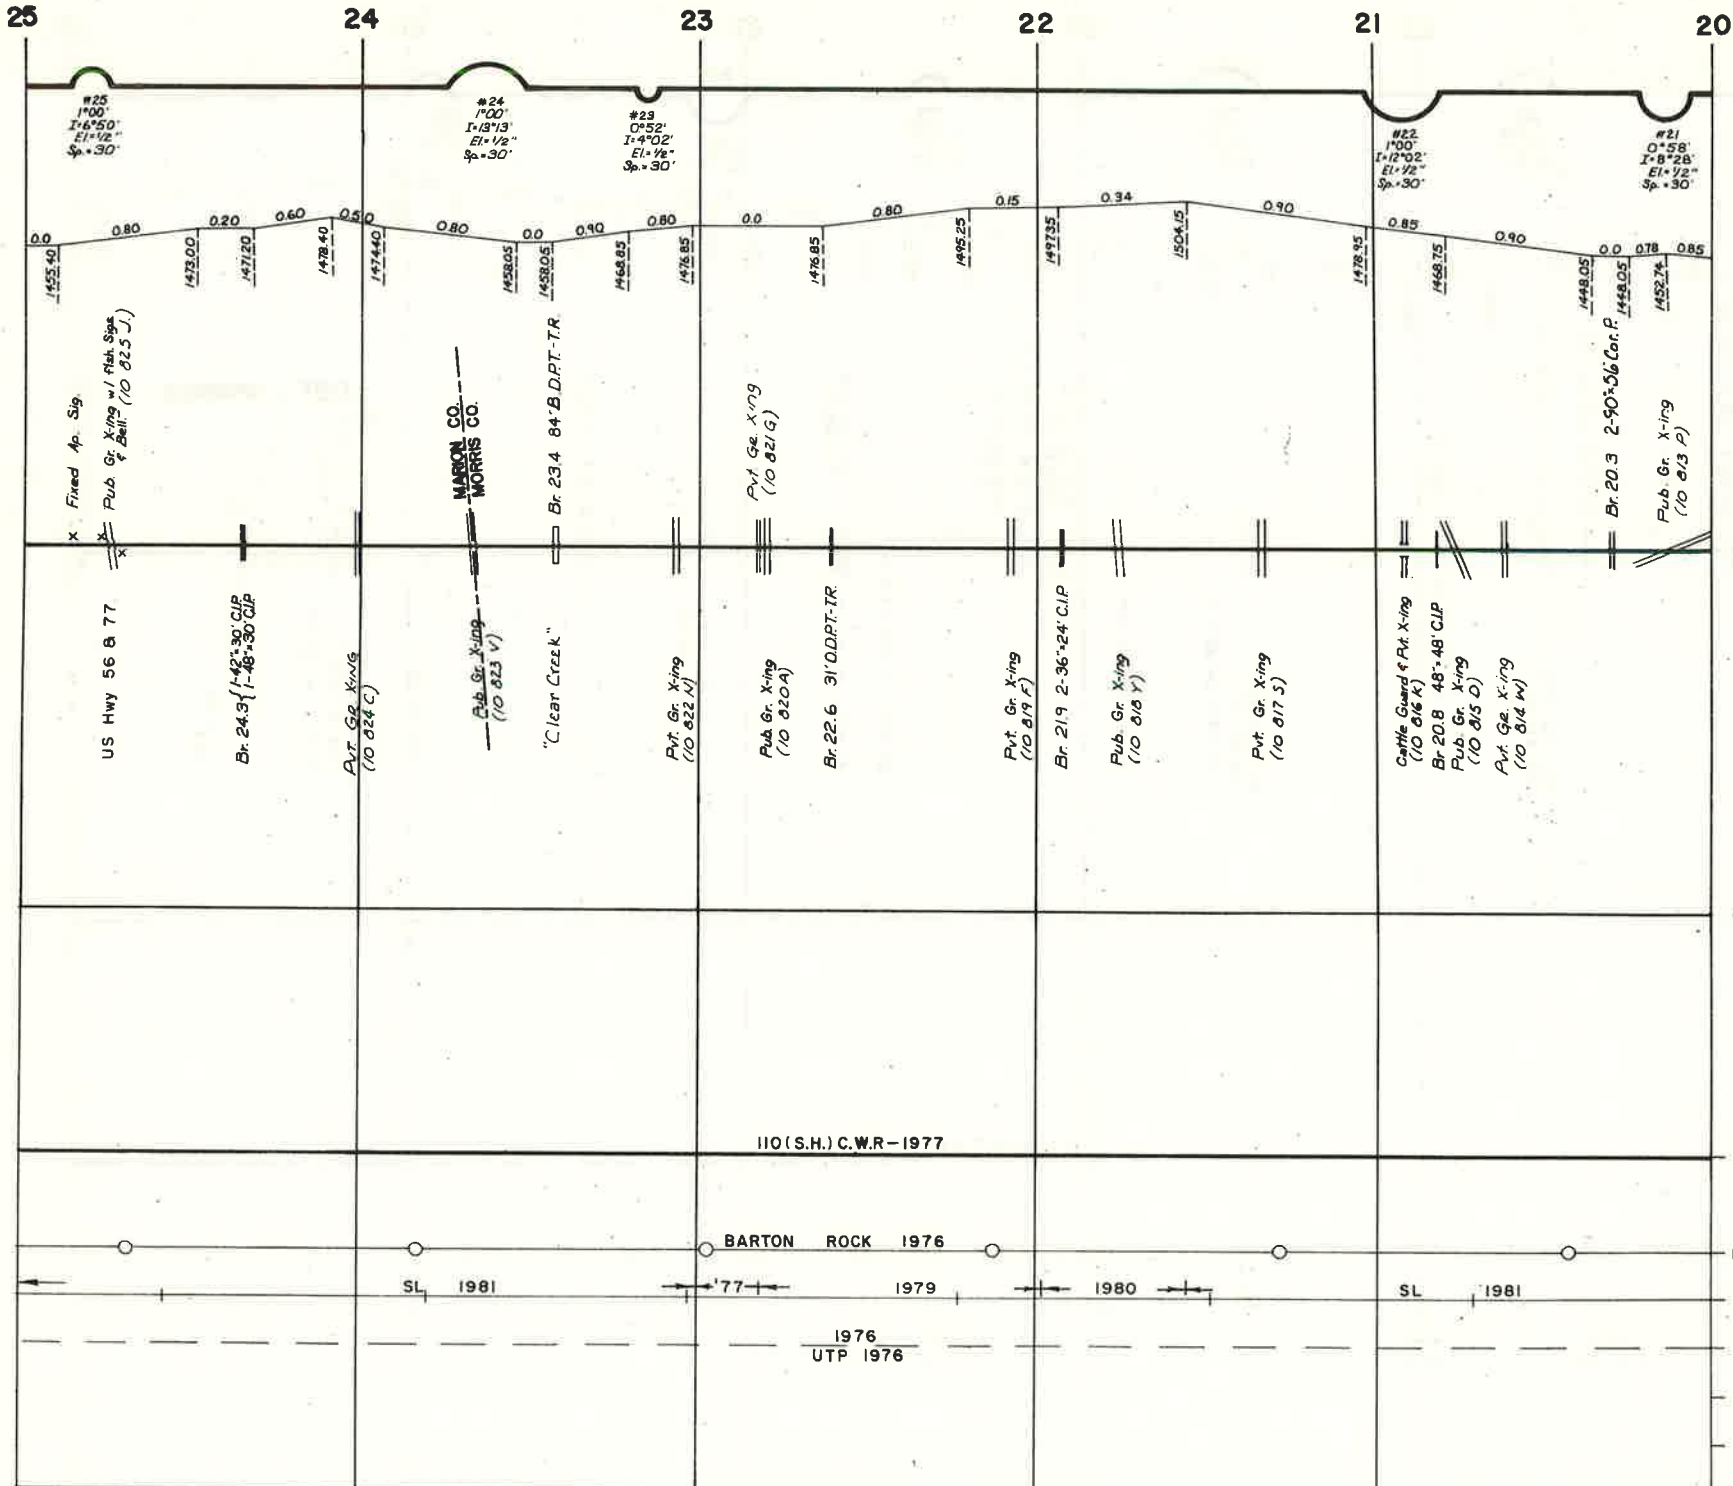 25 24 23 22 21 20
#25
1°00'
I=6°50'
El.=1/2"
Sp.=30'
#24
1°00'
I=13°13'
El.=1/2"
Sp.=30'
#23
0°52'
I=4°02'
El.=1/2"
Sp.=30'
#22
1°00'
I=12°02'
El.=1/2"
Sp.=30'
#21
0°58'
I=8°28'
El.=1/2"
Sp.=30'
0.0 0.80 0.20 0.60 0.50 0.80 0.0 0.90 0.80 0.0 0.80 0.15 0.34 0.90 0.85 0.90 0.0 0.78 0.85
1455.40 1473.00 1471.20 1478.40 1474.40 1458.05 1458.05 1468.85 1476.85 1476.85 1495.25 1497.35 1504.15 1478.95 1468.75 1448.05 1448.05 1452.74
x Fixed Ap. Sig.
Pub. Gr. X-ing w/ flsh. Sigs
& Bell. (10 825 J.)
MARION CO.
MORRIS CO.
Br. 23.4 84' B.D.P.T.-T.R.
Pvt. Gr. X-ing
(10 821 G)
Br. 20.3 2-90"x56' Cor. P.
Pub. Gr. X-ing
(10 813 P)
US Hwy 56 & 77
Br. 24.3 { 1-42"x30' C.I.P.
1-48"x30' C.I.P.
Pvt. GR. X-ING
(10 824 C)
Pub. Gr. X-ing
(10 823 V)
"Clear Creek"
Pvt. Gr. X-ing
(10 822 N)
Pub. Gr. X-ing
(10 820 A)
Br. 22.6 31' O.D.P.T.-T.R.
Pvt. Gr. X-ing
(10 819 F)
Br. 21.9 2-36"x24' C.I.P.
Pub. Gr. X-ing
(10 818 Y)
Pvt. Gr. X-ing
(10 817 S)
Cattle Guard & Pvt. X-ing
(10 816 K)
Br. 20.8 48"x48' C.I.P.
Pub. Gr. X-ing
(10 815 D)
Pvt. Gr. X-ing
(10 814 W)
110 (S.H.) C.W.R-1977
BARTON ROCK 1976
SL 1981 '77 1979 1980 SL 1981
1976
UTP 1976